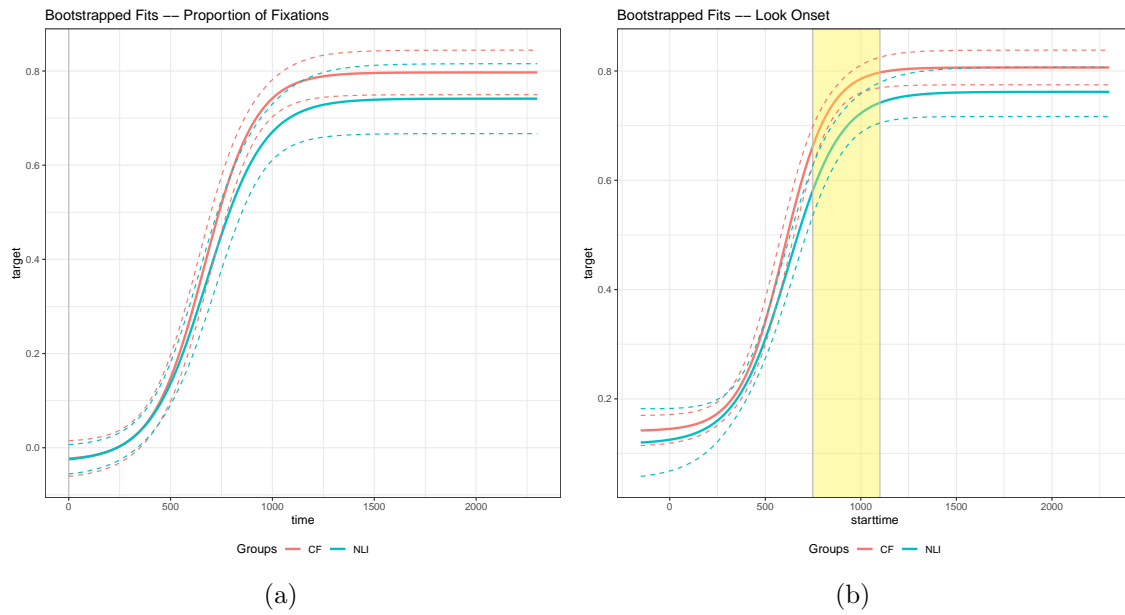 Bootstrapped Fits −− Proportion of Fixations
0.8
0.6
0.4
0.2
0.0
target
0 500 1000 1500 2000
time
Groups CF NLI
(a)
Bootstrapped Fits −− Look Onset
0.8
0.6
0.4
0.2
target
0 500 1000 1500 2000
starttime
Groups CF NLI
(b)